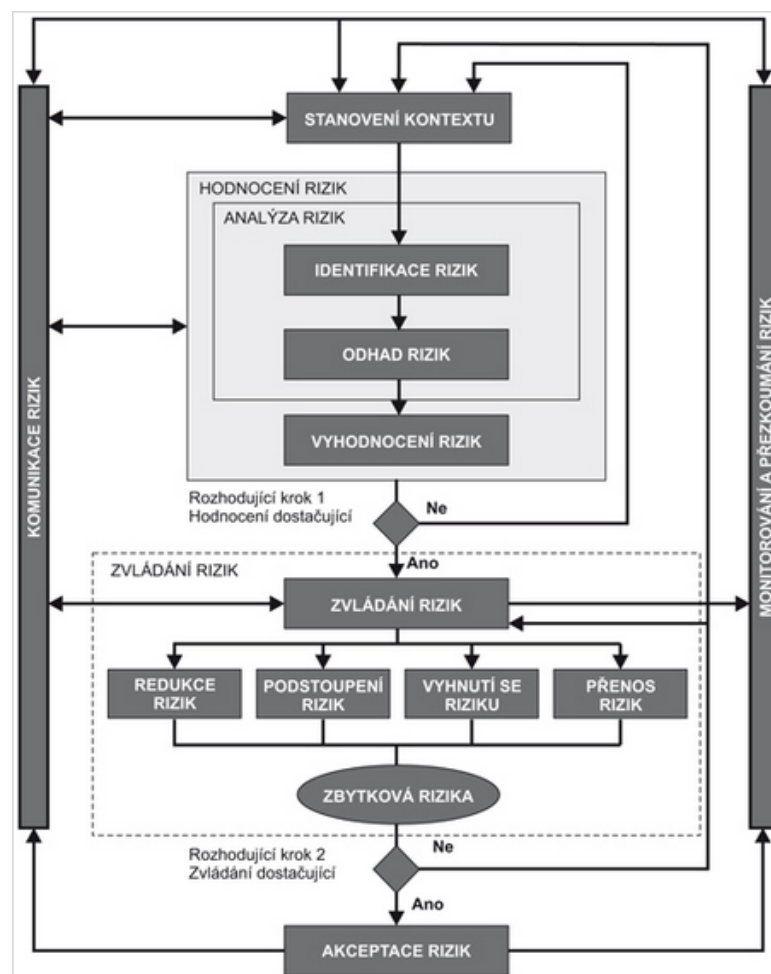 STANOVENÍ KONTEXTU
HODNOCENÍ RIZIK
ANALÝZA RIZIK
IDENTIFIKACE RIZIK
ODHAD RIZIK
VYHODNOCENÍ RIZIK
KOMUNIKACE RIZIK
MONITOROVÁNÍ A PŘEZKOUMÁNÍ RIZIK
Rozhodující krok 1
Hodnocení dostačující
Ne
Ano
ZVLÁDÁNÍ RIZIK
ZVLÁDÁNÍ RIZIK
REDUKCE
RIZIK
PODSTOUPENÍ
RIZIK
VYHNUTÍ SE
RIZIKU
PŘENOS
RIZIK
ZBYTKOVÁ RIZIKA
Rozhodující krok 2
Zvládání dostačující
Ne
Ano
AKCEPTACE RIZIK